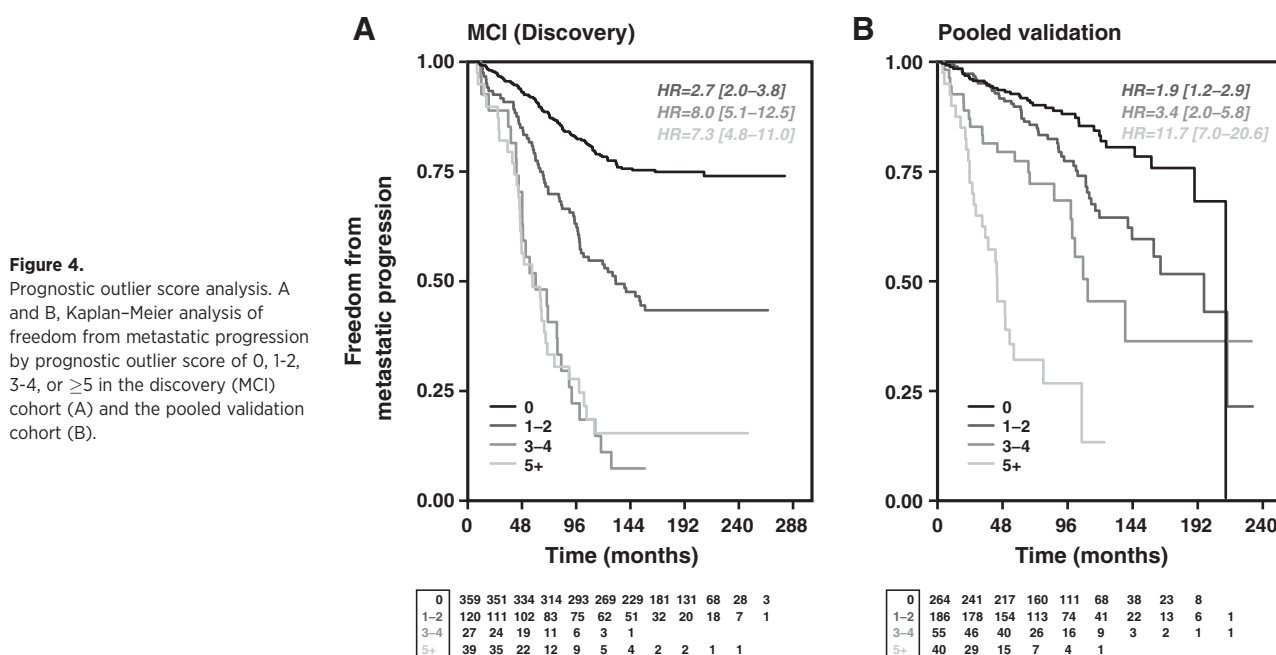 Figure 4.
Prognostic outlier score analysis. A
and B, Kaplan–Meier analysis of
freedom from metastatic progression
by prognostic outlier score of 0, 1-2,
3-4, or ≥5 in the discovery (MCI)
cohort (A) and the pooled validation
cohort (B).
A
MCI (Discovery)
Freedom from
metastatic progression
1.00
0.75
0.50
0.25
0.00
HR=2.7 [2.0–3.8]
HR=8.0 [5.1–12.5]
HR=7.3 [4.8–11.0]
0
1–2
3–4
5+
0 48 96 144 192 240 288
Time (months)
0 359 351 334 314 293 269 229 181 131 68 28 3
1–2 120 111 102 83 75 62 51 32 20 18 7 1
3–4 27 24 19 11 6 3 1
5+ 39 35 22 12 9 5 4 2 2 1 1
B
Pooled validation
1.00
0.75
0.50
0.25
0.00
HR=1.9 [1.2–2.9]
HR=3.4 [2.0–5.8]
HR=11.7 [7.0–20.6]
0
1–2
3–4
5+
0 48 96 144 192 240
Time (months)
0 264 241 217 160 111 68 38 23 8
1–2 186 178 154 113 74 41 22 13 6 1
3–4 55 46 40 26 16 9 3 2 1 1
5+ 40 29 15 7 4 1